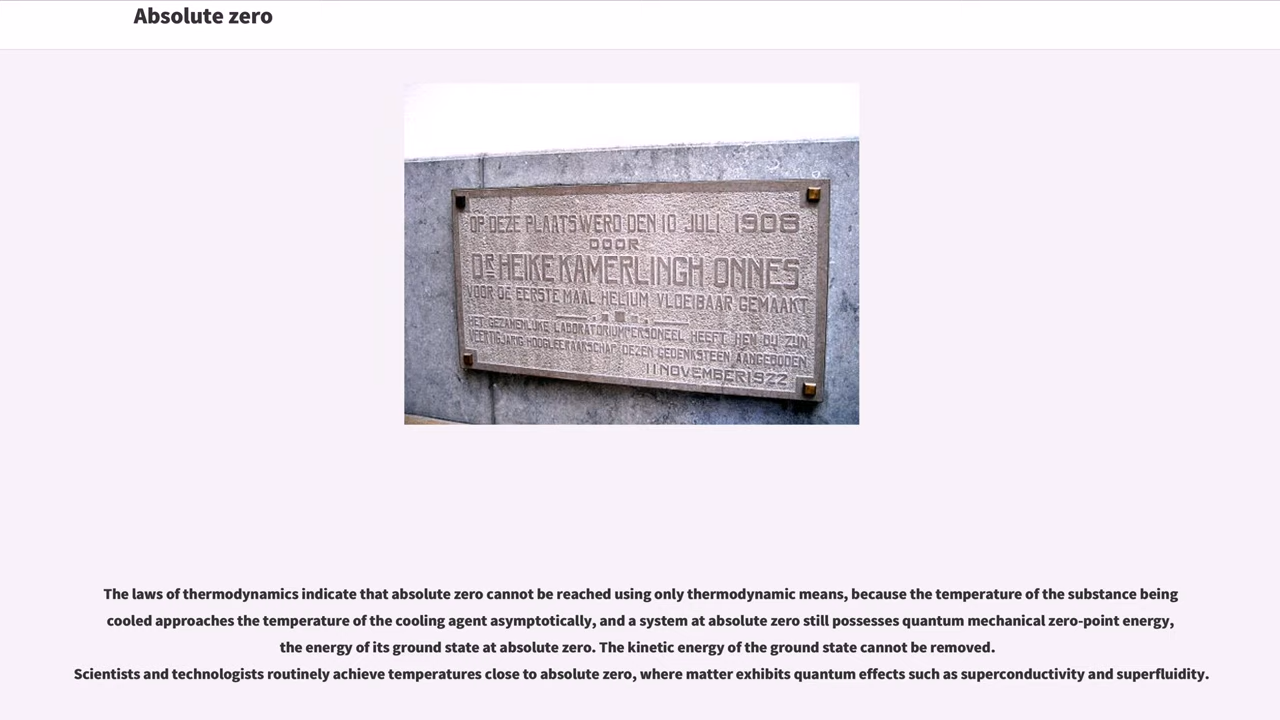 Absolute zero
OP DEZE PLAATS WERD DEN 10 JULI 1908
DOOR
DR HEIKE KAMERLINGH ONNES
VOOR DE EERSTE MAAL HELIUM VLOEIBAAR GEMAAKT
HET GEZAMENLIJKE LABORATORIUMPERSONEEL HEEFT HEM BIJ ZIJN
VEERTIGJARIG HOOGLEERAARSCHAP DEZEN GEDENKSTEEN AANGEBODEN
11 NOVEMBER 1922
The laws of thermodynamics indicate that absolute zero cannot be reached using only thermodynamic means, because the temperature of the substance being
cooled approaches the temperature of the cooling agent asymptotically, and a system at absolute zero still possesses quantum mechanical zero-point energy,
the energy of its ground state at absolute zero. The kinetic energy of the ground state cannot be removed.
Scientists and technologists routinely achieve temperatures close to absolute zero, where matter exhibits quantum effects such as superconductivity and superfluidity.